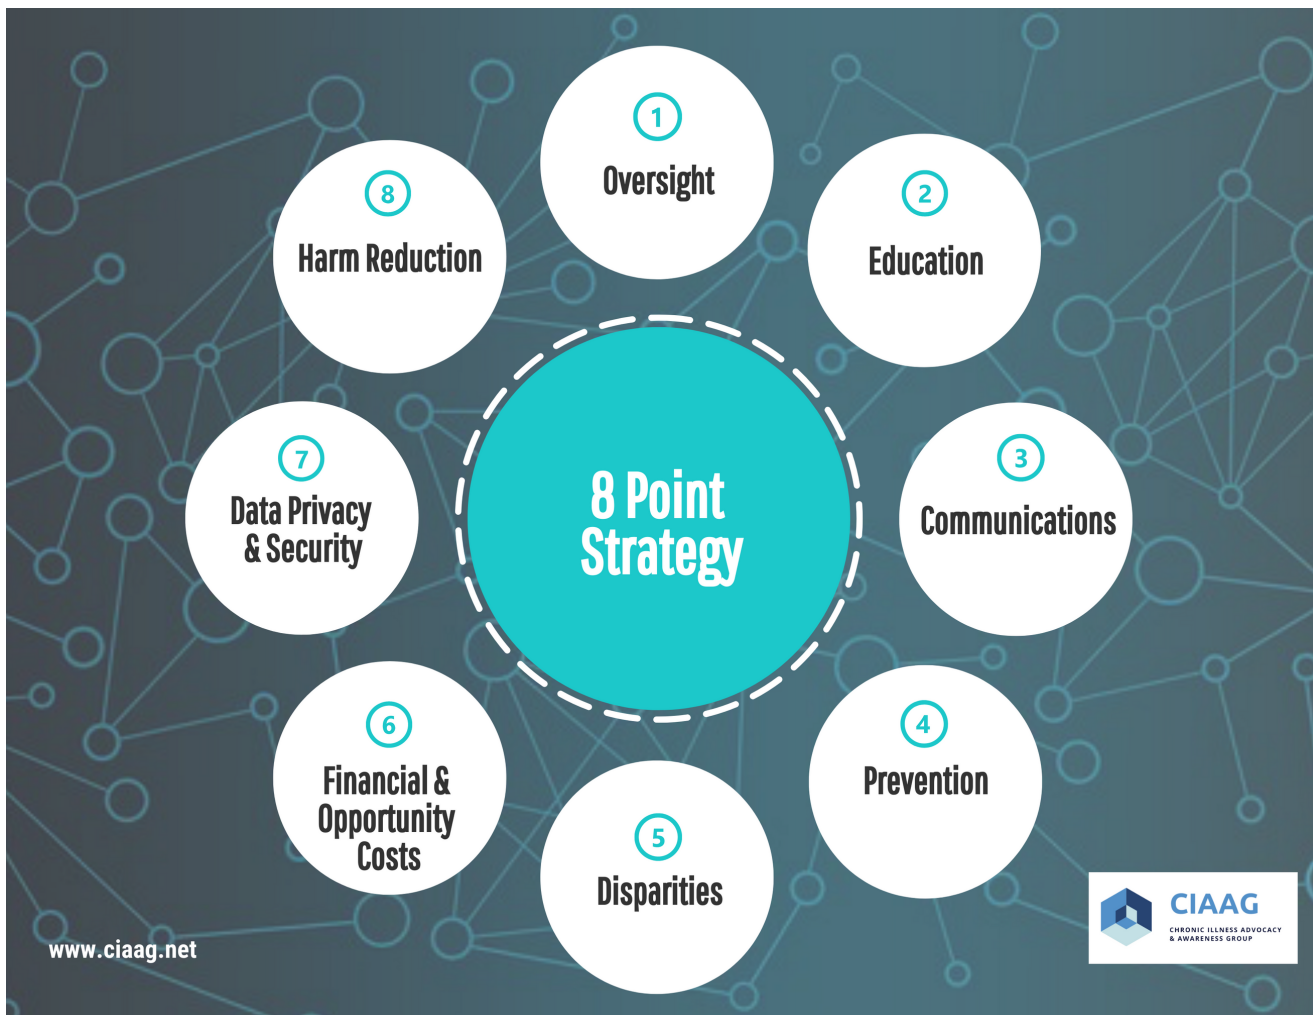 1
Oversight
2
Education
3
Communications
4
Prevention
5
Disparities
6
Financial &
Opportunity
Costs
7
Data Privacy
& Security
8
Harm Reduction
8 Point
Strategy
www.ciaag.net
CIAAG
CHRONIC ILLNESS ADVOCACY
& AWARENESS GROUP